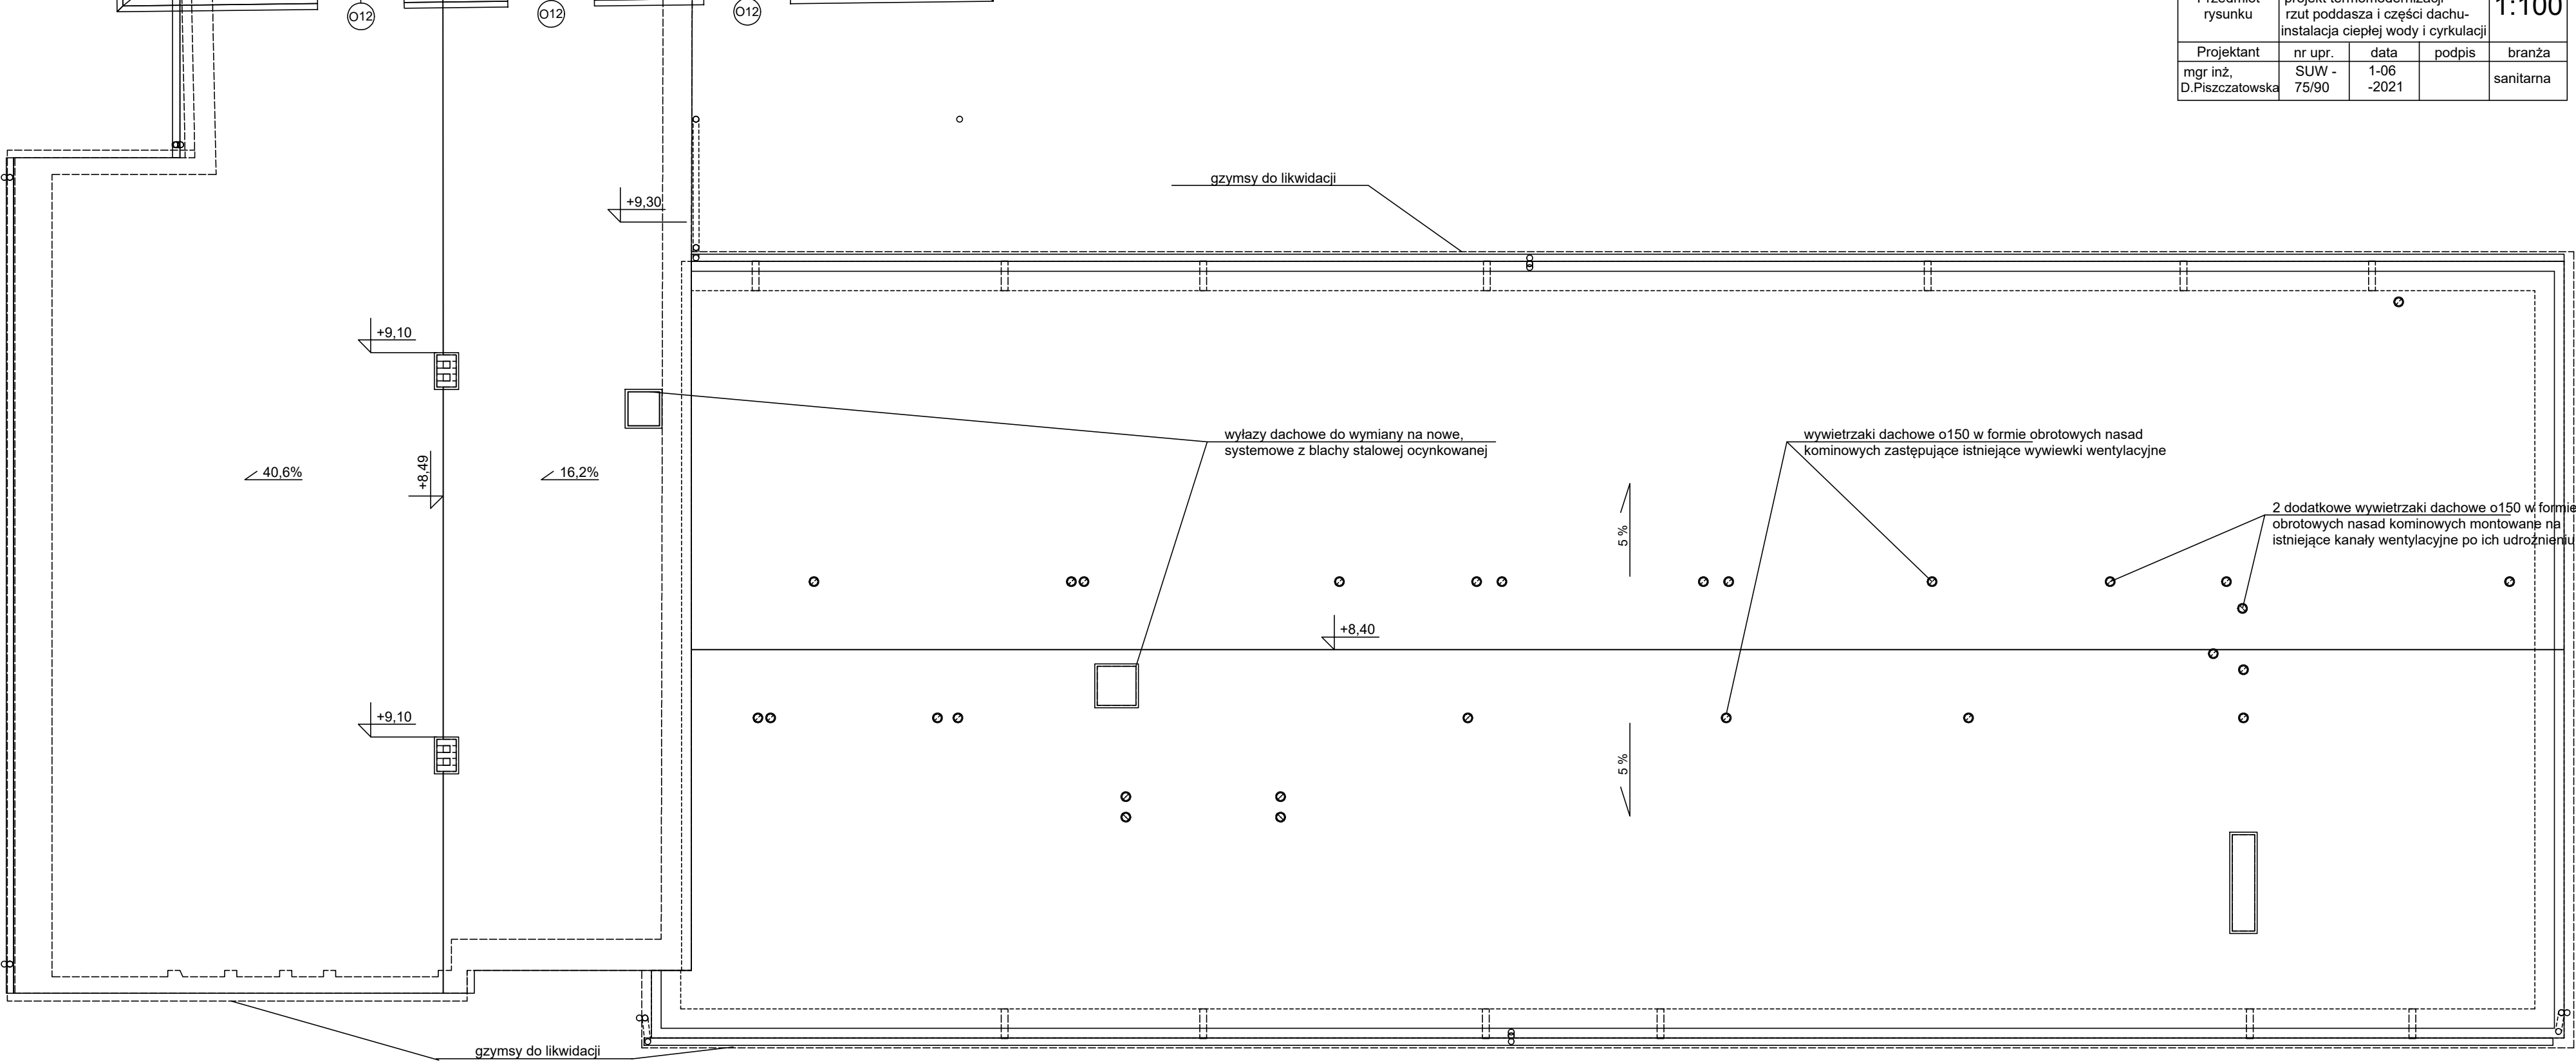 O12
O12
O12
Przedmiot
rysunku
projekt termomodernizacji
rzut poddasza i części dachu-
instalacja ciepłej wody i cyrkulacji
1:100
Projektant
nr upr.
data
podpis
branża
mgr inż,
D.Piszczatowska
SUW -
75/90
1-06
-2021
sanitarna
gzymsy do likwidacji
+9,30
+9,10
wyłazy dachowe do wymiany na nowe,
systemowe z blachy stalowej ocynkowanej
wywietrzaki dachowe o150 w formie obrotowych nasad
kominowych zastępujące istniejące wywiewki wentylacyjne
40,6%
+8,49
16,2%
2 dodatkowe wywietrzaki dachowe o150 w formie
obrotowych nasad kominowych montowane na
istniejące kanały wentylacyjne po ich udrożnieniu
5 %
+8,40
+9,10
5 %
gzymsy do likwidacji